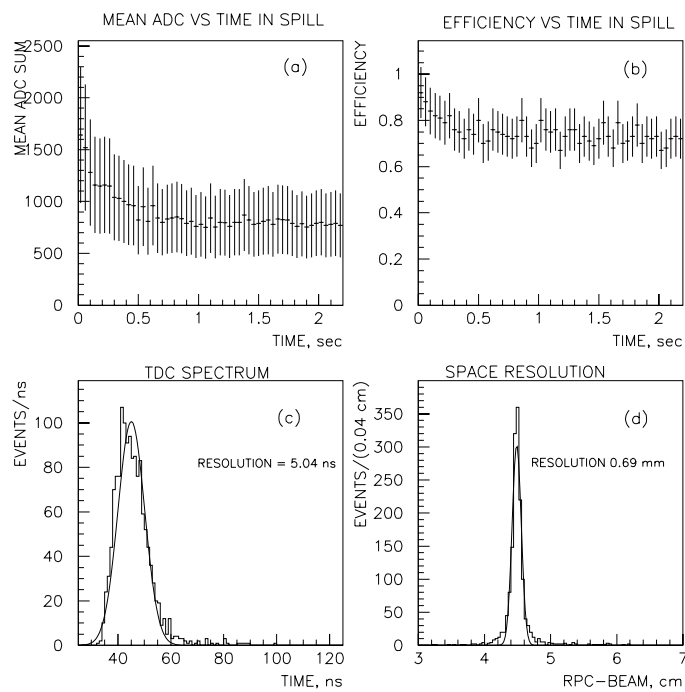 MEAN ADC VS TIME IN SPILL
MEAN ADC SUM
2500
2000
1500
1000
500
0
(a)
0 0.5 1 1.5 2
TIME, sec
EFFICIENCY VS TIME IN SPILL
EFFICIENCY
1
0.8
0.6
0.4
0.2
0
(b)
0 0.5 1 1.5 2
TIME, sec
TDC SPECTRUM
EVENTS/ns
100
80
60
40
20
0
(c)
RESOLUTION = 5.04 ns
40 60 80 100 120
TIME, ns
SPACE RESOLUTION
EVENTS/(0.04 cm)
350
300
250
200
150
100
50
0
(d)
RESOLUTION 0.69 mm
3 4 5 6 7
RPC-BEAM, cm